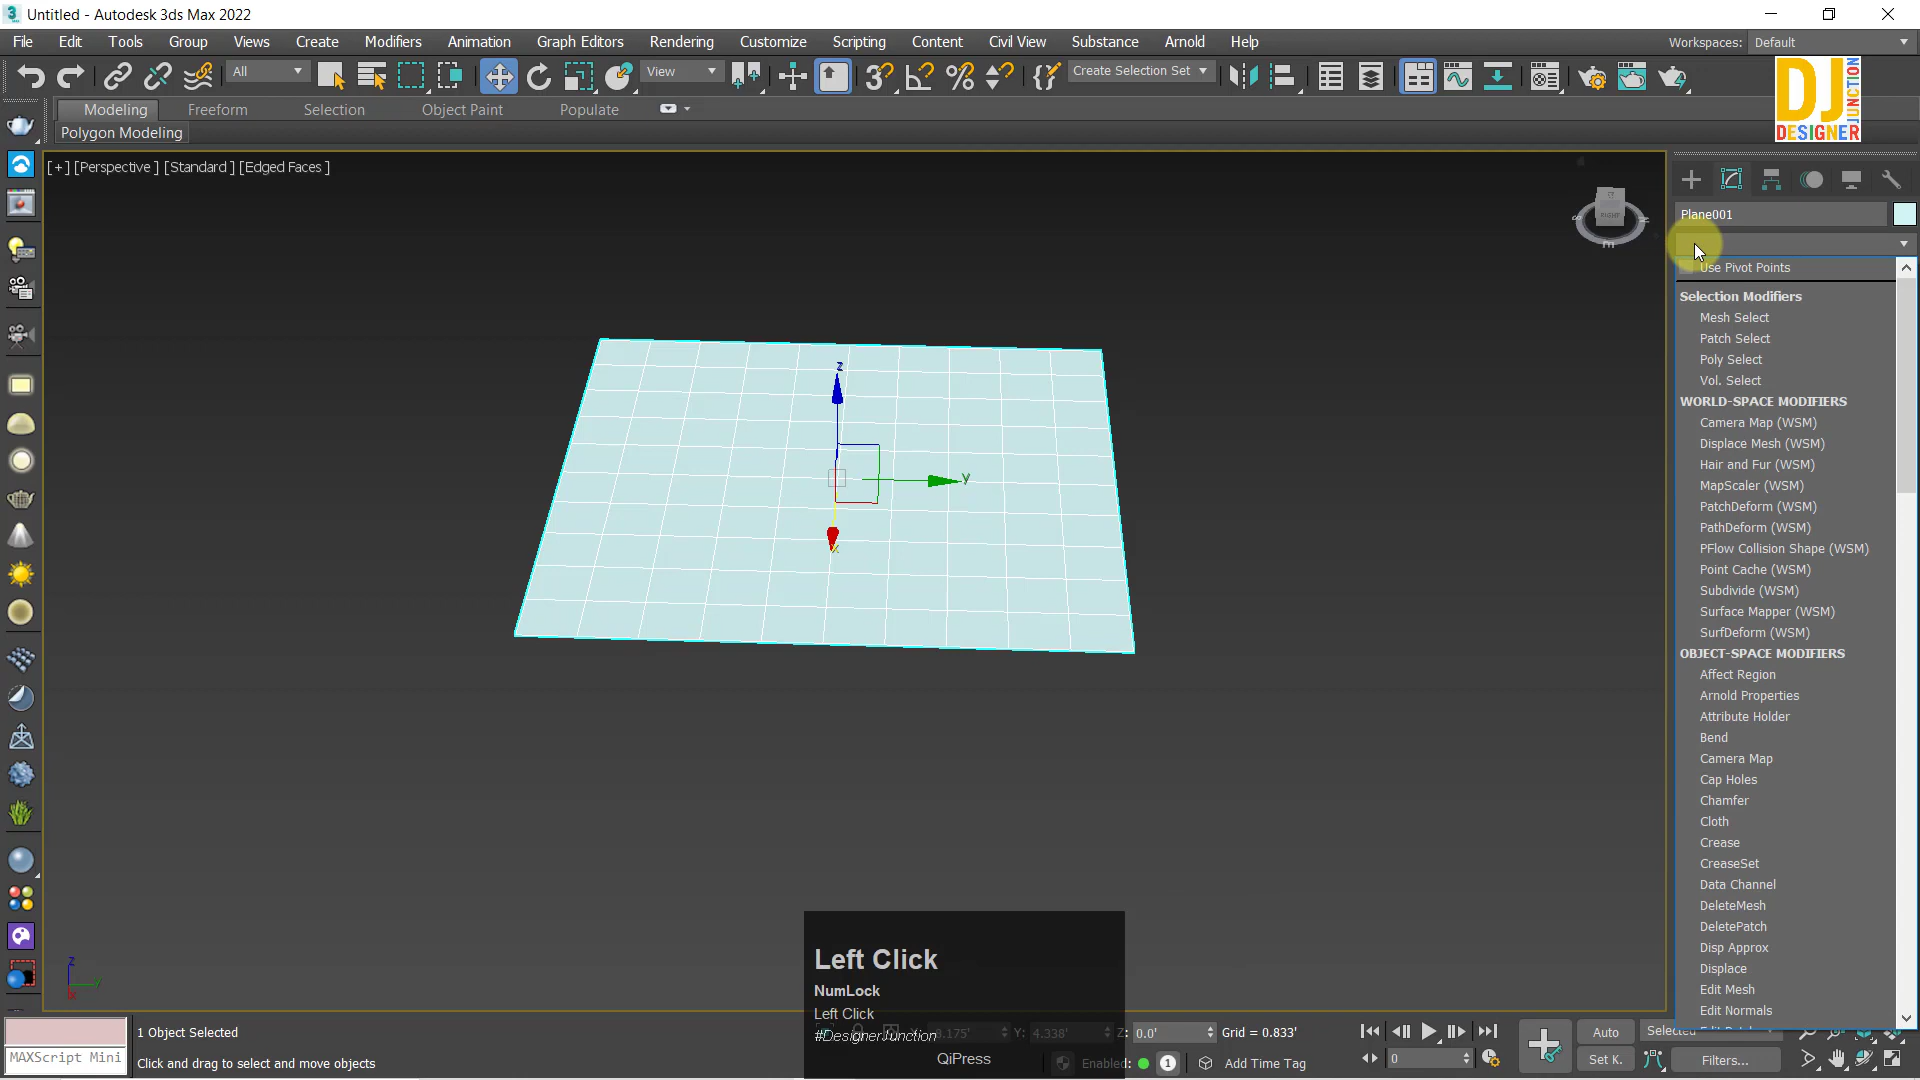 Untitled - Autodesk 3ds Max 2022
File Edit Tools Group Views Create Modifiers Animation Graph Editors Rendering Customize Scripting Content Civil View Substance Arnold Help Workspaces: Default
All View Create Selection Set
Modeling Freeform Selection Object Paint Populate
Polygon Modeling
DJ JUNCTION
DESIGNER
[+] [Perspective ] [Standard ] [Edged Faces ]
RIGHT
Plane001
Use Pivot Points
Selection Modifiers
Mesh Select
Patch Select
Poly Select
Vol. Select
WORLD-SPACE MODIFIERS
Camera Map (WSM)
Displace Mesh (WSM)
Hair and Fur (WSM)
MapScaler (WSM)
PatchDeform (WSM)
PathDeform (WSM)
PFlow Collision Shape (WSM)
Point Cache (WSM)
Subdivide (WSM)
Surface Mapper (WSM)
SurfDeform (WSM)
OBJECT-SPACE MODIFIERS
Affect Region
Arnold Properties
Attribute Holder
Bend
Camera Map
Cap Holes
Chamfer
Cloth
Crease
CreaseSet
Data Channel
DeleteMesh
DeletePatch
Disp Approx
Displace
Edit Mesh
Edit Normals
z
y
x
z
Left Click
NumLock
Left Click
#DesignerJunction
QiPress
1 Object Selected
MAXScript Mini
Click and drag to select and move objects
Y: 4.338' Z: 0.0' Grid = 0.833'
Enabled: 1 Add Time Tag
0
Auto Selected
Set K. Filters...